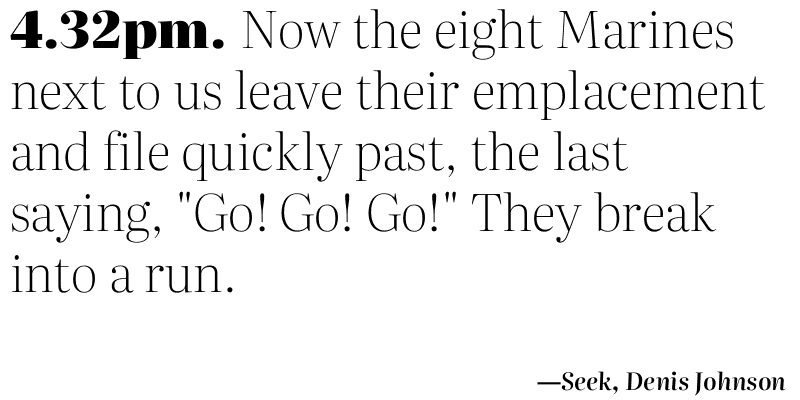 4.32pm. Now the eight Marines
next to us leave their emplacement
and file quickly past, the last
saying, "Go! Go! Go!" They break
into a run.
—Seek, Denis Johnson